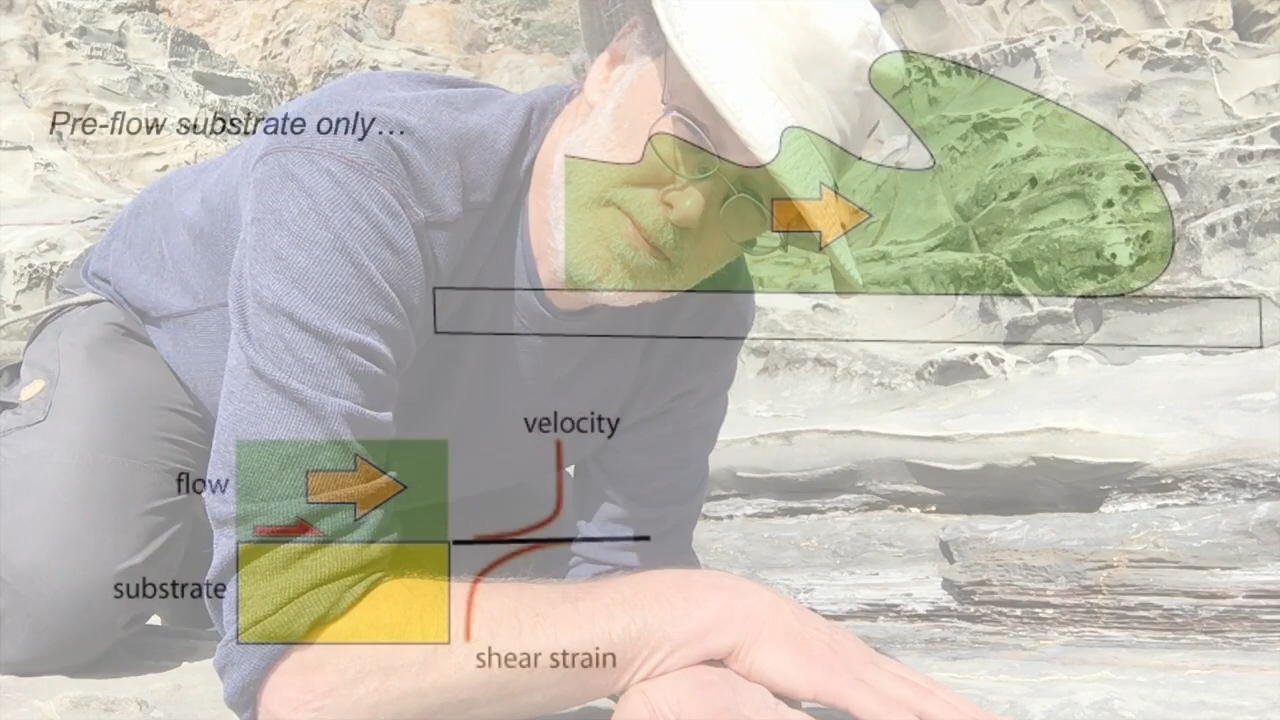 Pre-flow substrate only…
velocity
flow
substrate
shear strain